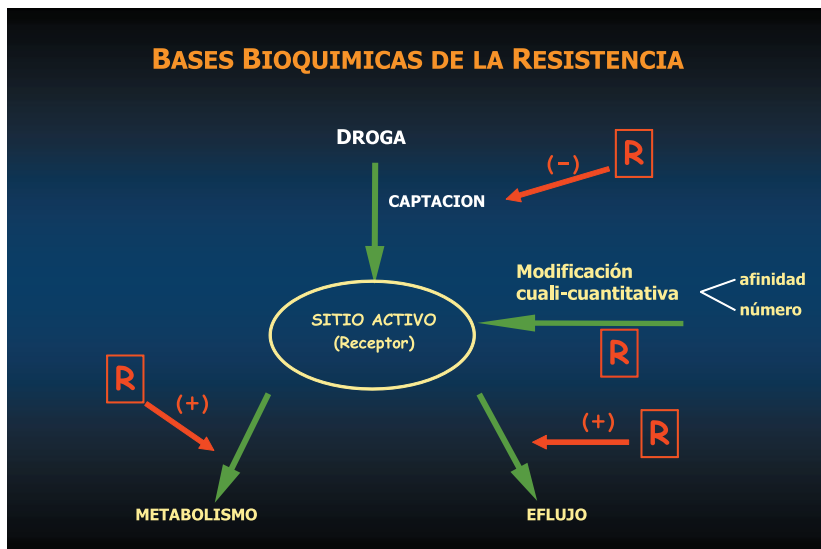 BASES BIOQUIMICAS DE LA RESISTENCIA
DROGA
(-)
R
CAPTACION
Modificación
cuali-cuantitativa
afinidad
número
SITIO ACTIVO
(Receptor)
R
R
(+)
(+)
R
METABOLISMO
EFLUJO